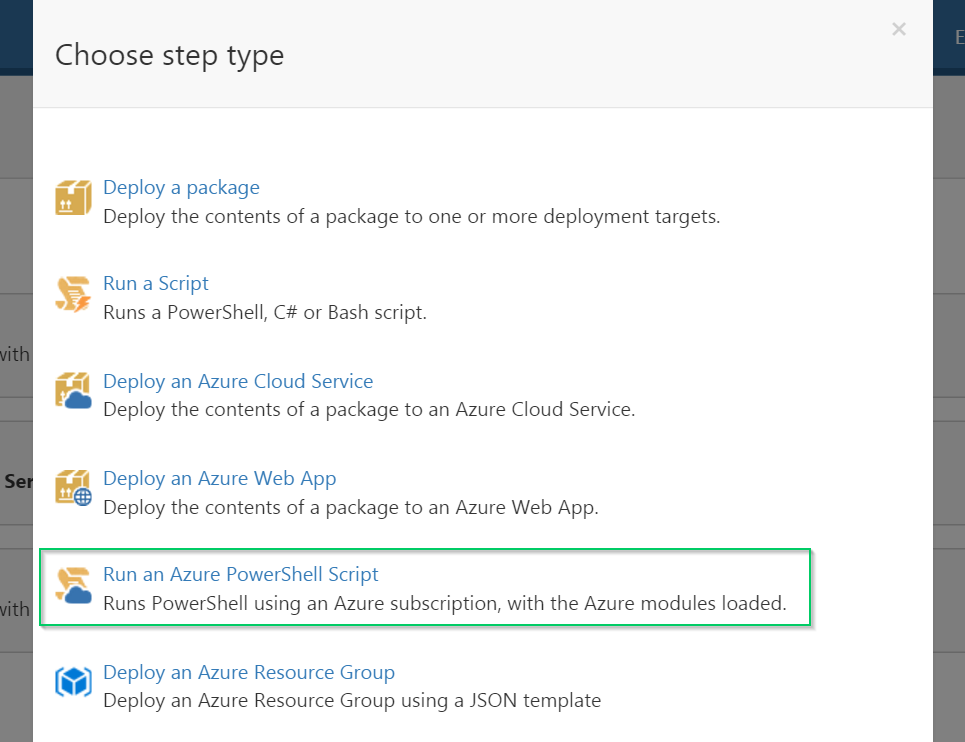 Choose step type
×
E
Deploy a package
Deploy the contents of a package to one or more deployment targets.
Run a Script
Runs a PowerShell, C# or Bash script.
with
Deploy an Azure Cloud Service
Deploy the contents of a package to an Azure Cloud Service.
Deploy an Azure Web App
Ser
Deploy the contents of a package to an Azure Web App.
Run an Azure PowerShell Script
Runs PowerShell using an Azure subscription, with the Azure modules loaded.
with
Deploy an Azure Resource Group
Deploy an Azure Resource Group using a JSON template